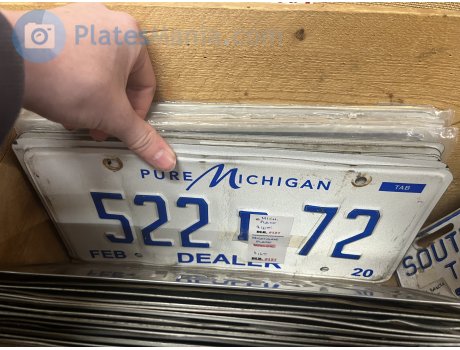 Platesmania.com
PURE MICHIGAN
TAB
522 72
FEB DEALER 20
SOUT